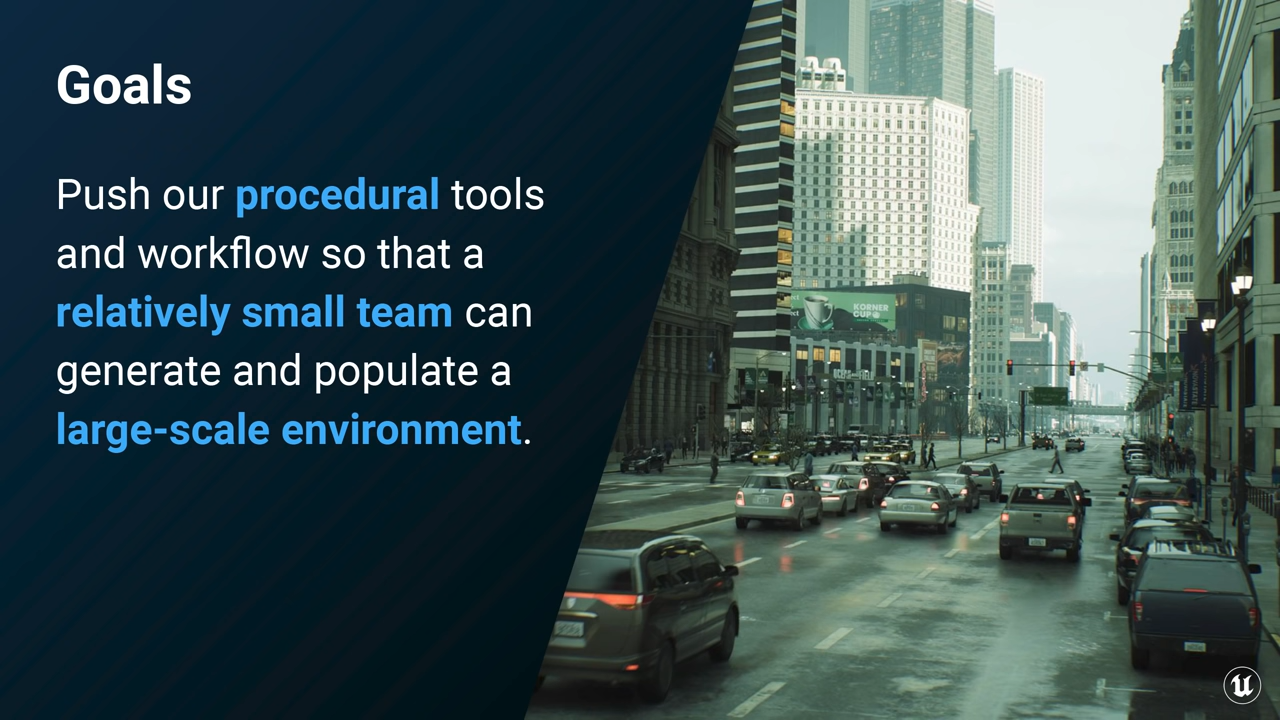 Goals
Push our procedural tools
and workflow so that a
relatively small team can
generate and populate a
large-scale environment.
KORNER
CUP